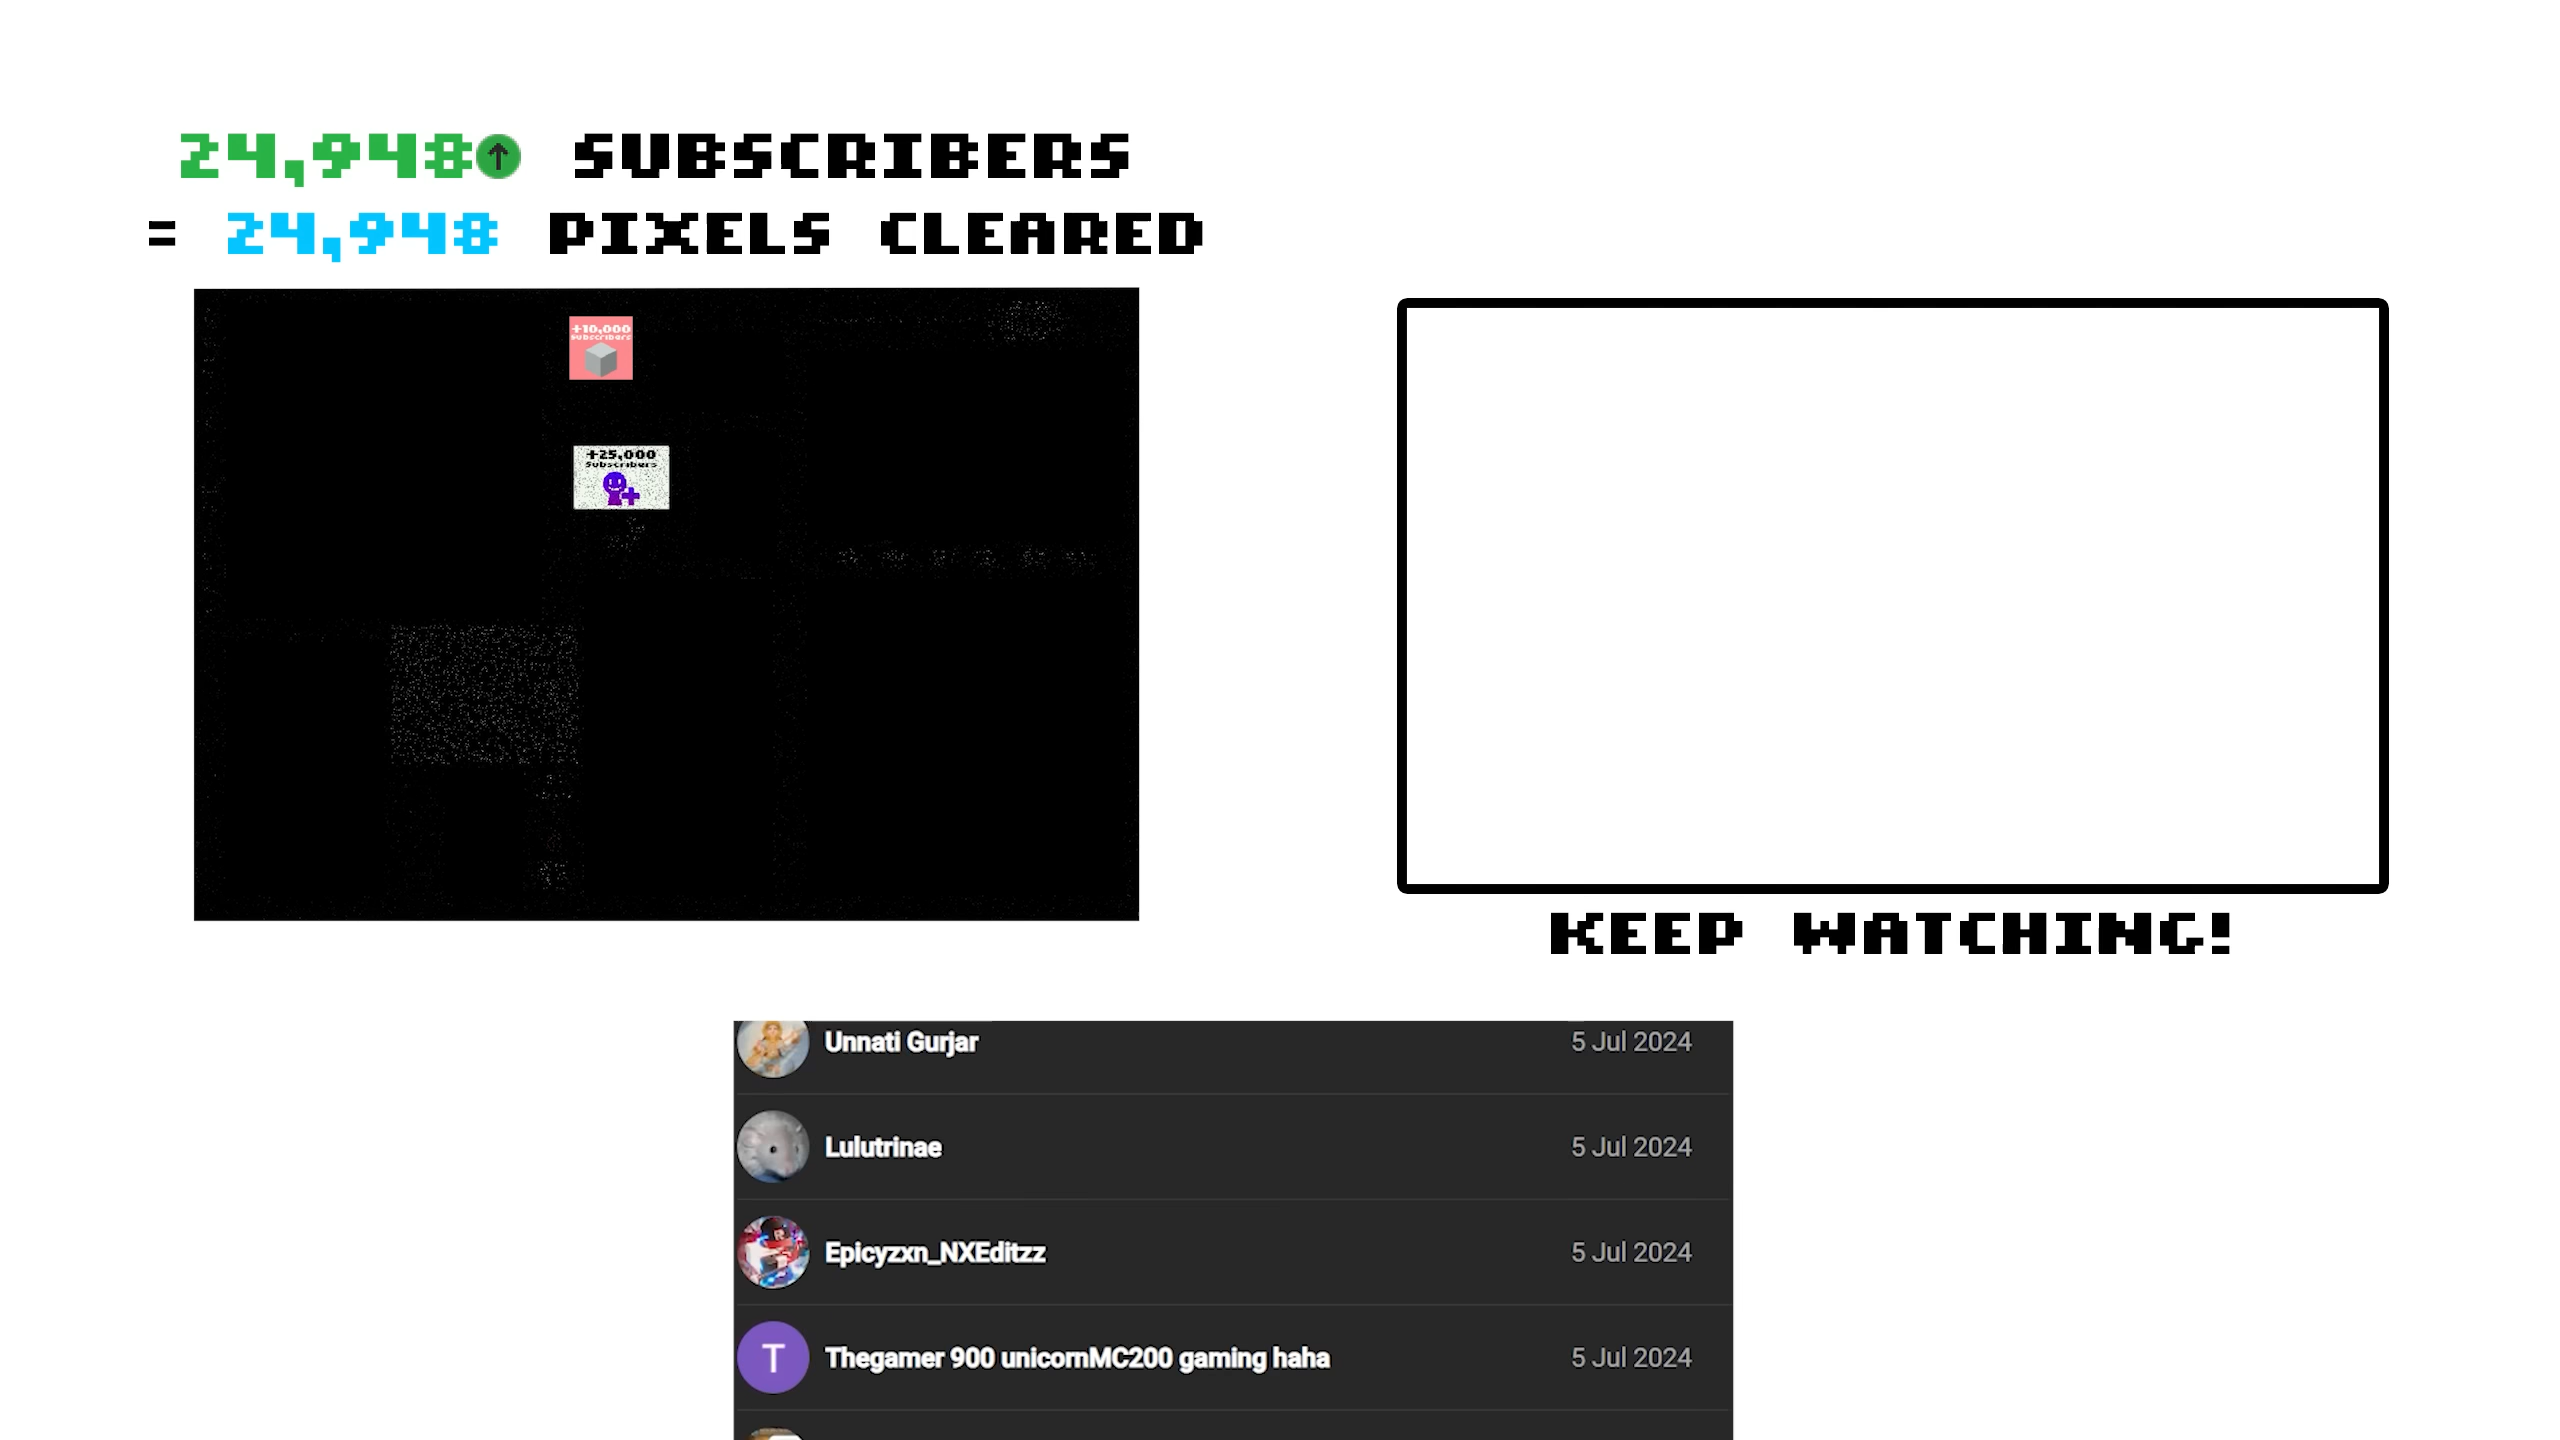 24,948 SUBSCRIBERS
= 24,948 PIXELS CLEARED
+10,000
Subscribers
+25,000
Subscribers
KEEP WATCHING!
Unnati Gurjar 5 Jul 2024
Lulutrinae 5 Jul 2024
Epicyzxn_NXEditzz 5 Jul 2024
T Thegamer 900 unicornMC200 gaming haha 5 Jul 2024